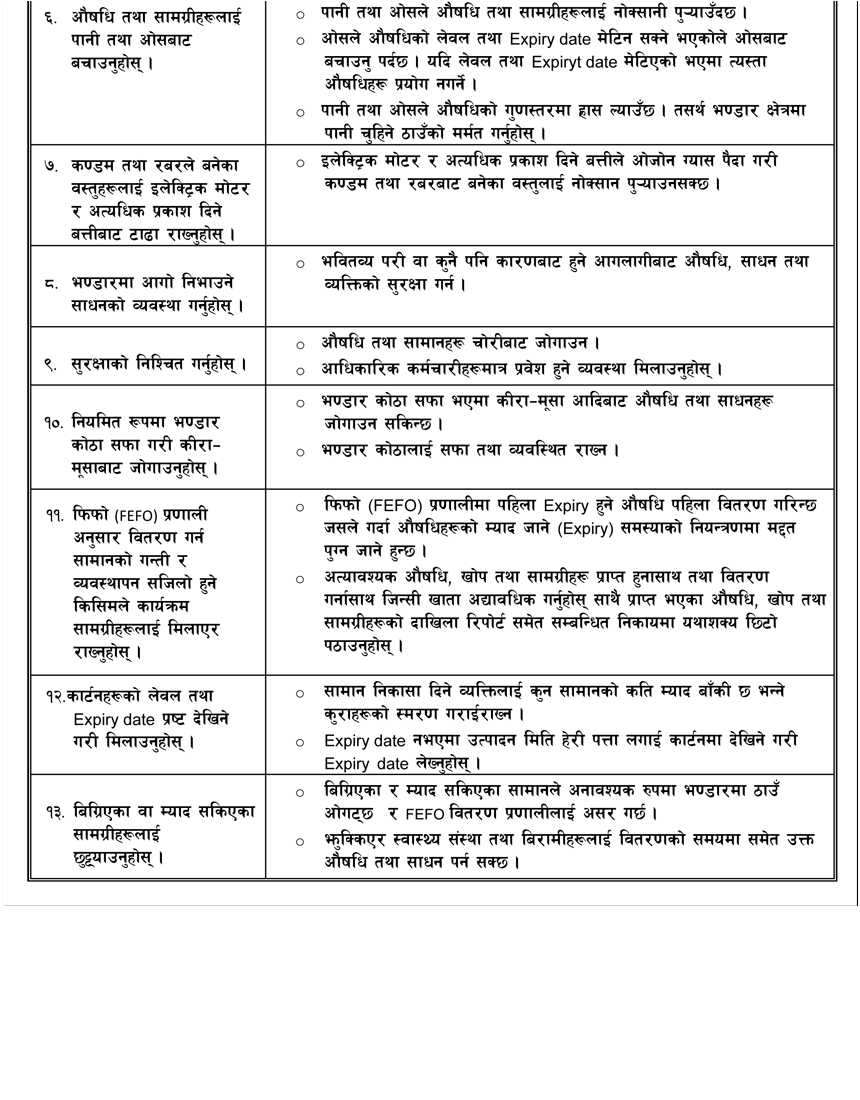 ६. औषधि तथा सामग्रीहरूलाई
पानी तथा ओसबाट
बचाउनुहोस् ।
○ पानी तथा ओसले औषधि तथा सामग्रीहरूलाई नोक्सानी पुऱ्याउँदछ ।
○ ओसले औषधिको लेवल तथा Expiry date मेटिन सक्ने भएकोले ओसबाट
बचाउनु पर्दछ । यदि लेवल तथा Expiryt date मेटिएको भएमा त्यस्ता
औषधिहरू प्रयोग नगर्ने ।
○ पानी तथा ओसले औषधिको गुणस्तरमा ह्रास ल्याउँछ । तसर्थ भण्डार क्षेत्रमा
पानी चुहिने ठाउँको मर्मत गर्नुहोस् ।
७. कण्डम तथा रबरले बनेका
वस्तुहरूलाई इलेक्ट्रिक मोटर
र अत्यधिक प्रकाश दिने
बत्तीबाट टाढा राख्नुहोस् ।
○ इलेक्ट्रिक मोटर र अत्यधिक प्रकाश दिने बत्तीले ओजोन ग्यास पैदा गरी
कण्डम तथा रबरबाट बनेका वस्तुलाई नोक्सान पुऱ्याउनसक्छ ।
८. भण्डारमा आगो निभाउने
साधनको व्यवस्था गर्नुहोस् ।
○ भवितव्य परी वा कुनै पनि कारणबाट हुने आगलागीबाट औषधि, साधन तथा
व्यक्तिको सुरक्षा गर्न ।
९. सुरक्षाको निश्चित गर्नुहोस् ।
○ औषधि तथा सामानहरू चोरीबाट जोगाउन ।
○ आधिकारिक कर्मचारीहरूमात्र प्रवेश हुने व्यवस्था मिलाउनुहोस् ।
१०. नियमित रूपमा भण्डार
कोठा सफा गरी कीरा-
मूसाबाट जोगाउनुहोस् ।
○ भण्डार कोठा सफा भएमा कीरा-मूसा आदिबाट औषधि तथा साधनहरू
जोगाउन सकिन्छ ।
○ भण्डार कोठालाई सफा तथा व्यवस्थित राख्न ।
११. फिफो (FEFO) प्रणाली
अनुसार वितरण गर्न
सामानको गन्ती र
व्यवस्थापन सजिलो हुने
किसिमले कार्यक्रम
सामग्रीहरूलाई मिलाएर
राख्नुहोस् ।
○ फिफो (FEFO) प्रणालीमा पहिला Expiry हुने औषधि पहिला वितरण गरिन्छ
जसले गर्दा औषधिहरूको म्याद जाने (Expiry) समस्याको नियन्त्रणमा मद्दत
पुग्न जाने हुन्छ ।
○ अत्यावश्यक औषधि, खोप तथा सामग्रीहरू प्राप्त हुनासाथ तथा वितरण
गर्नासाथ जिन्सी खाता अद्यावधिक गर्नुहोस् साथै प्राप्त भएका औषधि, खोप तथा
सामग्रीहरूको दाखिला रिपोर्ट समेत सम्बन्धित निकायमा यथाशक्य छिटो
पठाउनुहोस् ।
१२.कार्टनहरूको लेवल तथा
Expiry date प्रष्ट देखिने
गरी मिलाउनुहोस् ।
○ सामान निकासा दिने व्यक्तिलाई कुन सामानको कति म्याद बाँकी छ भन्ने
कुराहरूको स्मरण गराईराख्न ।
○ Expiry date नभएमा उत्पादन मिति हेरी पत्ता लगाई कार्टनमा देखिने गरी
Expiry date लेख्नुहोस् ।
१३. बिग्रिएका वा म्याद सकिएका
सामग्रीहरूलाई
छुट्ट्याउनुहोस् ।
○ बिग्रिएका र म्याद सकिएका सामानले अनावश्यक रुपमा भण्डारमा ठाउँ
ओगट्छ र FEFO वितरण प्रणालीलाई असर गर्छ ।
○ झुक्किएर स्वास्थ्य संस्था तथा बिरामीहरूलाई वितरणको समयमा समेत उक्त
औषधि तथा साधन पर्न सक्छ ।